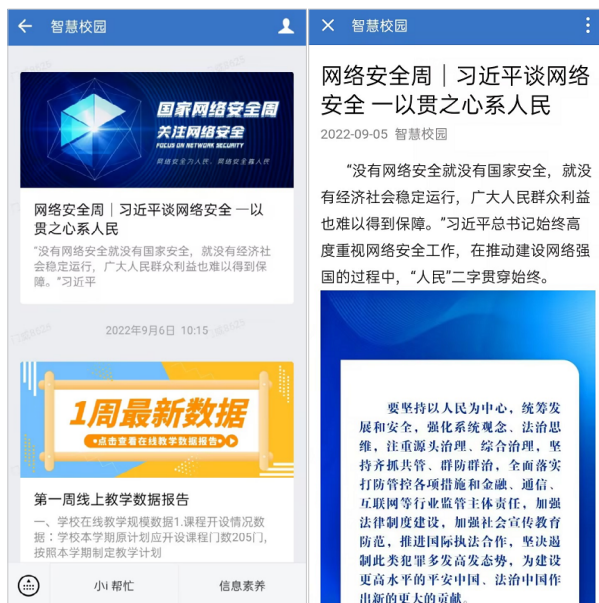 智慧校园
国家网络安全周
关注网络安全
FOCUS ON NETWORK SECURITY
网络安全为人民，网络安全靠人民
网络安全周｜习近平谈网络安全 一以
贯之心系人民
“没有网络安全就没有国家安全，就没有经济社
会稳定运行，广大人民群众利益也难以得到保
障。”习近平
2022年9月6日 10:15
1周最新数据
•点击查看在线教学数据报告•
第一周线上教学数据报告
一、学校在线教学规模数据1.课程开设情况数
据：学校本学期原计划应开设课程门数205门,
按照本学期制定教学计划
小i 帮忙
信息素养
智慧校园
网络安全周｜习近平谈网络
安全 一以贯之心系人民
2022-09-05 智慧校园
“没有网络安全就没有国家安全，就没
有经济社会稳定运行，广大人民群众利益
也难以得到保障。”习近平总书记始终高
度重视网络安全工作，在推动建设网络强
国的过程中，“人民”二字贯穿始终。
要坚持以人民为中心，统筹发
展和安全，强化系统观念、法治思
维，注重源头治理、综合治理，坚
持齐抓共管、群防群治，全面落实
打防管控各项措施和金融、通信、
互联网等行业监管主体责任，加强
法律制度建设，加强社会宣传教育
防范，推进国际执法合作，坚决遏
制此类犯罪多发高发态势，为建设
更高水平的平安中国、法治中国作
出新的更大的贡献。